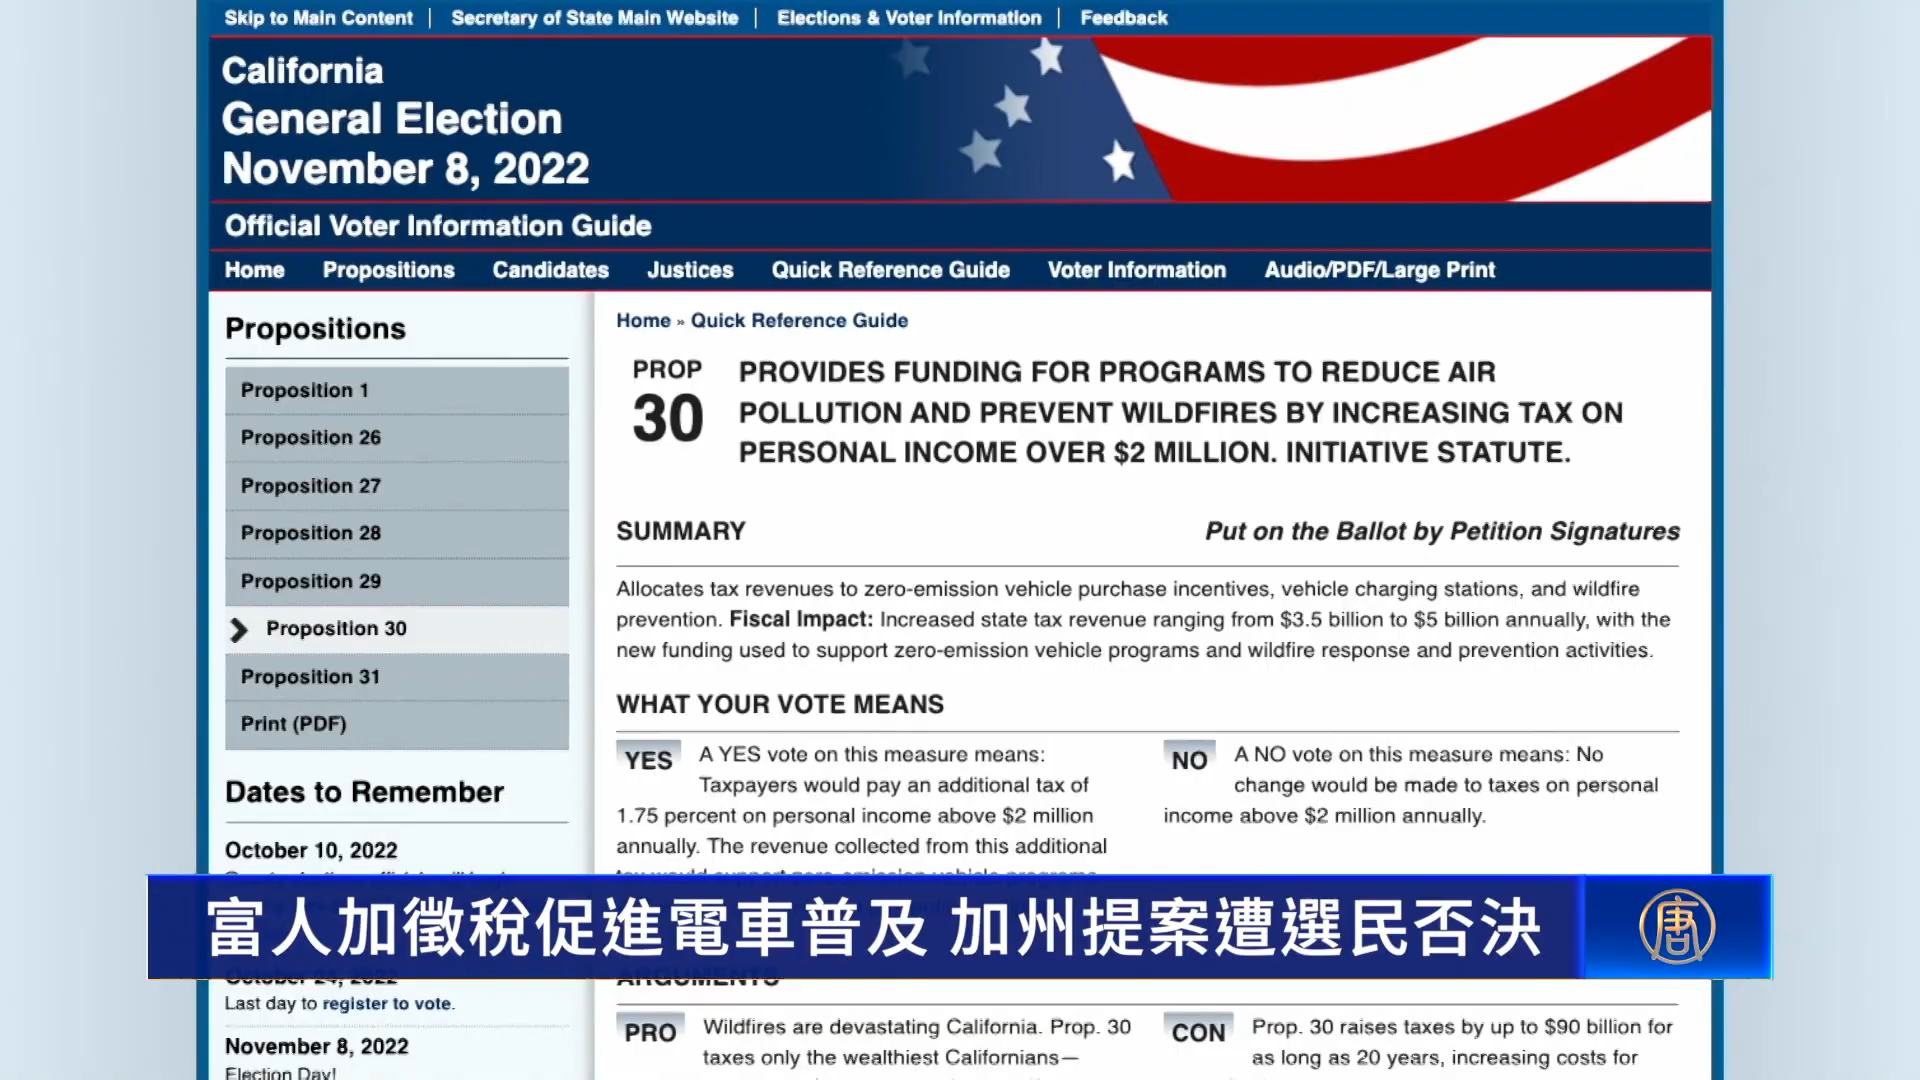 Skip to Main Content | Secretary of State Main Website | Elections & Voter Information | Feedback
California
General Election
November 8, 2022
Official Voter Information Guide
Home Propositions Candidates Justices Quick Reference Guide Voter Information Audio/PDF/Large Print
Propositions
Proposition 1
Proposition 26
Proposition 27
Proposition 28
Proposition 29
Proposition 30
Proposition 31
Print (PDF)
Dates to Remember
October 10, 2022
October 24, 2022
Last day to register to vote.
November 8, 2022
Election Day!
Home » Quick Reference Guide
PROP
30
PROVIDES FUNDING FOR PROGRAMS TO REDUCE AIR
POLLUTION AND PREVENT WILDFIRES BY INCREASING TAX ON
PERSONAL INCOME OVER $2 MILLION. INITIATIVE STATUTE.
SUMMARY
Put on the Ballot by Petition Signatures
Allocates tax revenues to zero-emission vehicle purchase incentives, vehicle charging stations, and wildfire
prevention. Fiscal Impact: Increased state tax revenue ranging from $3.5 billion to $5 billion annually, with the
new funding used to support zero-emission vehicle programs and wildfire response and prevention activities.
WHAT YOUR VOTE MEANS
YES
A YES vote on this measure means:
Taxpayers would pay an additional tax of
1.75 percent on personal income above $2 million
annually. The revenue collected from this additional
tax would support zero-emission vehicle programs
NO
A NO vote on this measure means: No
change would be made to taxes on personal
income above $2 million annually.
富人加徵稅促進電車普及 加州提案遭選民否決
唐
ARGUMENTS
PRO
Wildfires are devastating California. Prop. 30
taxes only the wealthiest Californians—
CON
Prop. 30 raises taxes by up to $90 billion for
as long as 20 years, increasing costs for